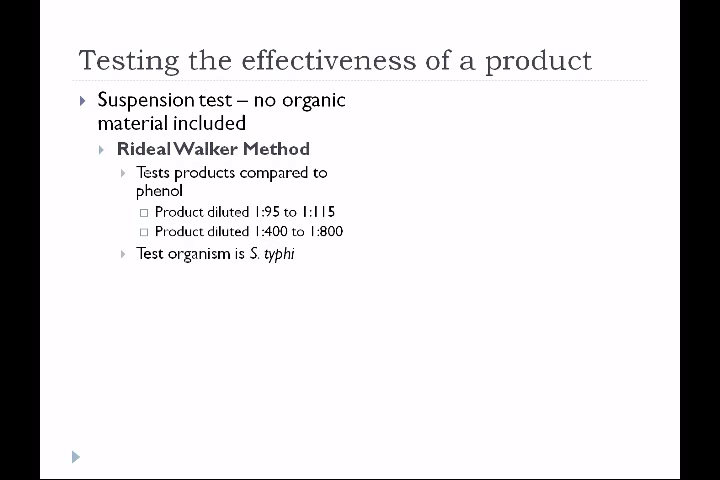 Testing the effectiveness of a product
Suspension test – no organic
material included
Rideal Walker Method
Tests products compared to
phenol
Product diluted 1:95 to 1:115
Product diluted 1:400 to 1:800
Test organism is S. typhi